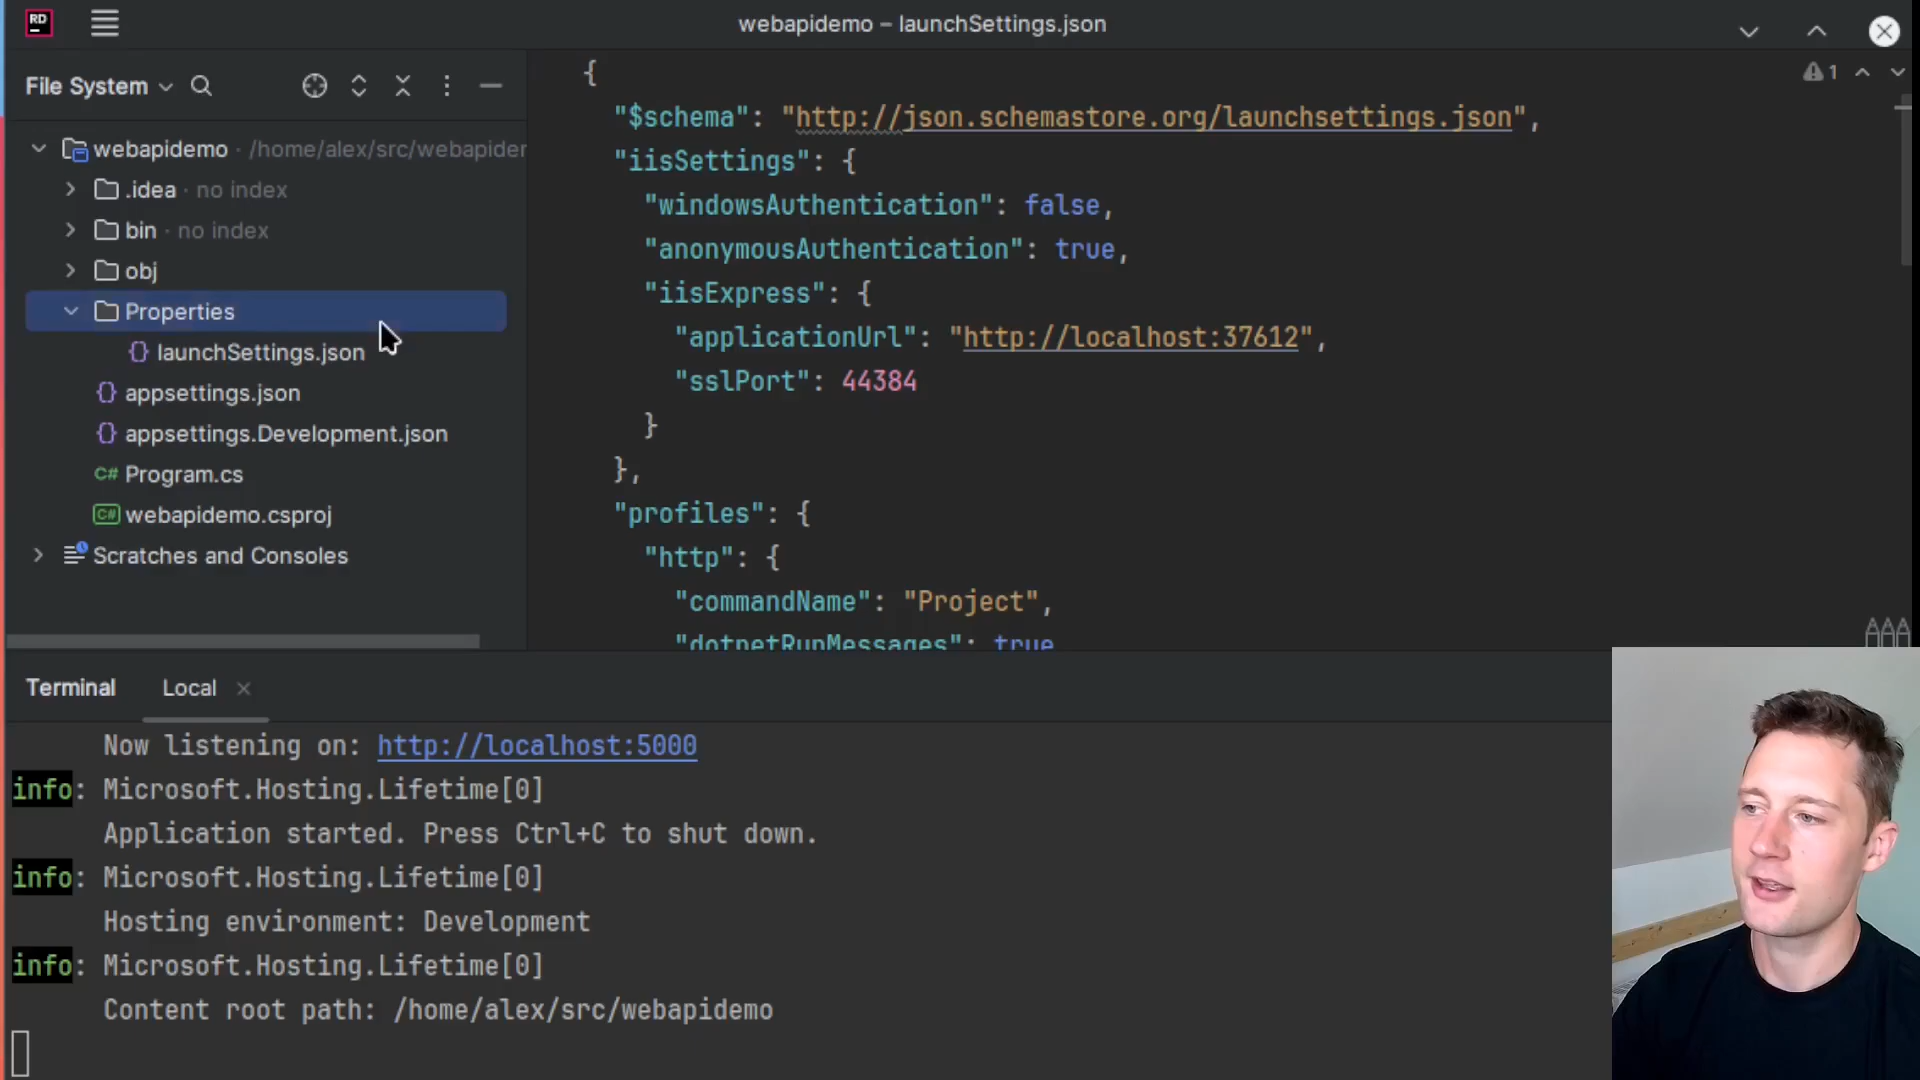 RD
webapidemo – launchSettings.json
File System
webapidemo · /home/alex/src/webapider
.idea · no index
bin · no index
obj
Properties
launchSettings.json
appsettings.json
appsettings.Development.json
C# Program.cs
C# webapidemo.csproj
Scratches and Consoles
1
{
"$schema": "http://json.schemastore.org/launchsettings.json",
"iisSettings": {
"windowsAuthentication": false,
"anonymousAuthentication": true,
"iisExpress": {
"applicationUrl": "http://localhost:37612",
"sslPort": 44384
}
},
"profiles": {
"http": {
"commandName": "Project",
"dotnetRunMessages": true
Terminal Local
Now listening on: http://localhost:5000
info: Microsoft.Hosting.Lifetime[0]
Application started. Press Ctrl+C to shut down.
info: Microsoft.Hosting.Lifetime[0]
Hosting environment: Development
info: Microsoft.Hosting.Lifetime[0]
Content root path: /home/alex/src/webapidemo